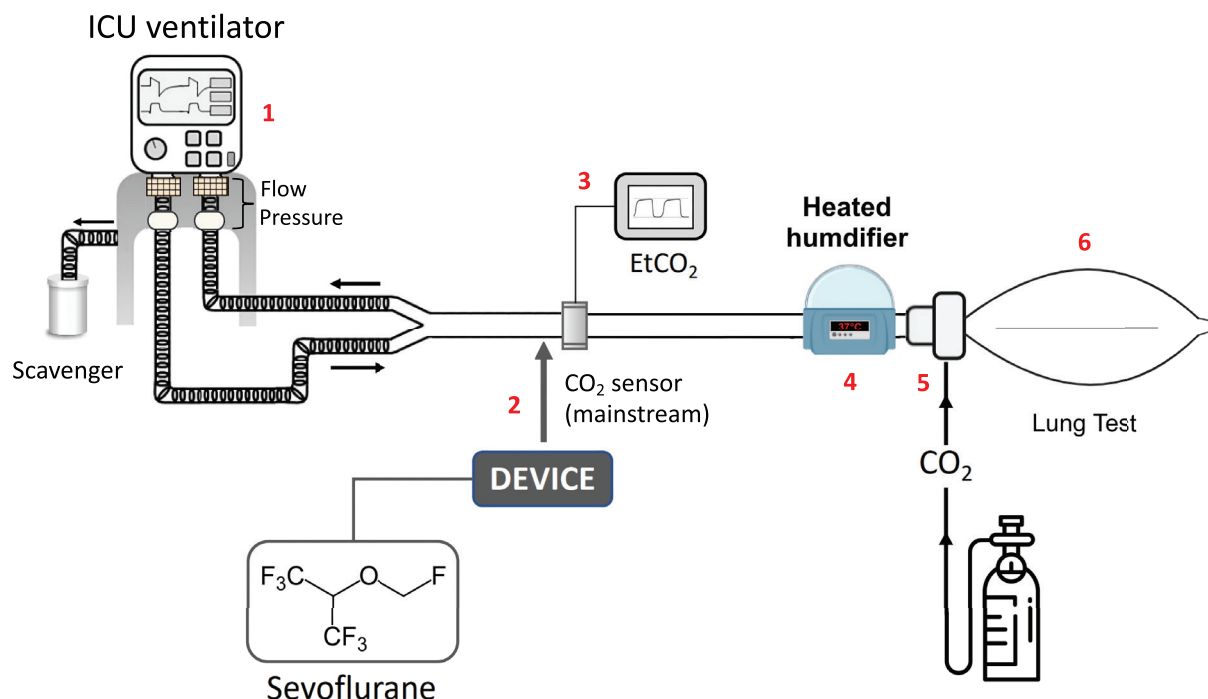 ICU ventilator
1
Flow
Pressure
Scavenger
3
EtCO₂
2
CO₂ sensor
(mainstream)
DEVICE
F₃C
O
F
CF₃
Sevoflurane
Heated
humdifier
37°C
4
5
6
Lung Test
CO₂